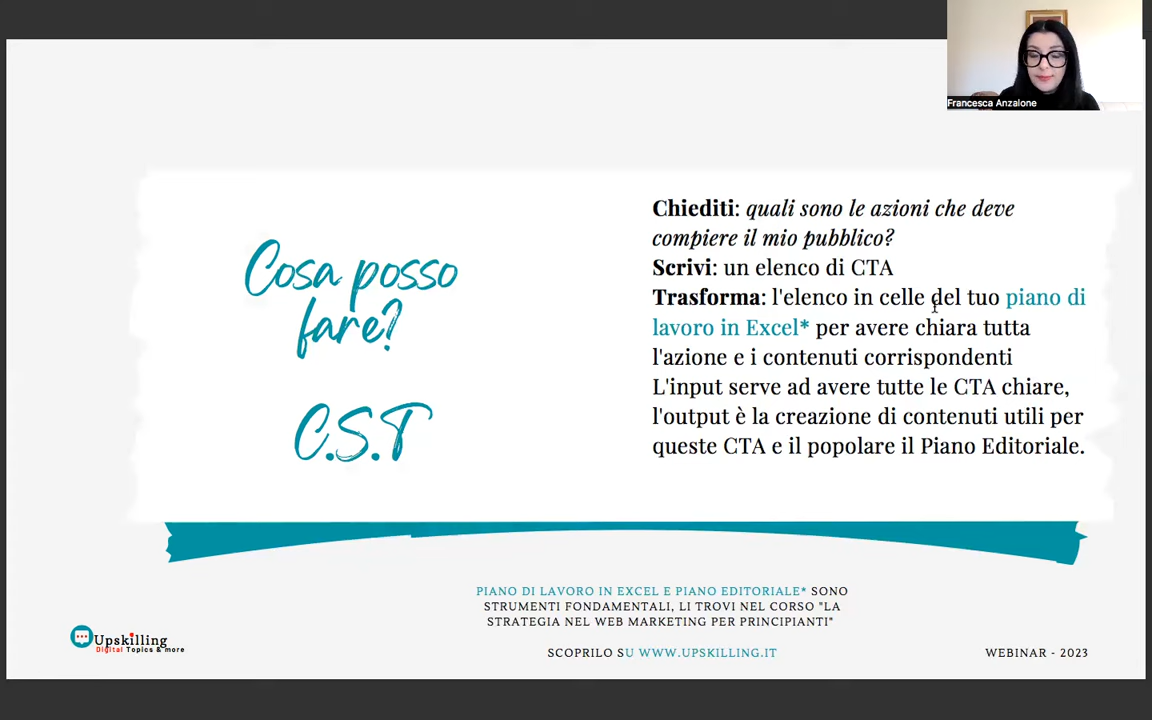 Francesca Anzalone
Cosa posso
fare?
C.S.T
Chiediti: quali sono le azioni che deve
compiere il mio pubblico?
Scrivi: un elenco di CTA
Trasforma: l'elenco in celle del tuo piano di
lavoro in Excel* per avere chiara tutta
l'azione e i contenuti corrispondenti
L'input serve ad avere tutte le CTA chiare,
l'output è la creazione di contenuti utili per
queste CTA e il popolare il Piano Editoriale.
PIANO DI LAVORO IN EXCEL E PIANO EDITORIALE* SONO
STRUMENTI FONDAMENTALI, LI TROVI NEL CORSO "LA
STRATEGIA NEL WEB MARKETING PER PRINCIPIANTI"
Upskilling
Digital Topics & more
SCOPRILO SU WWW.UPSKILLING.IT
WEBINAR - 2023